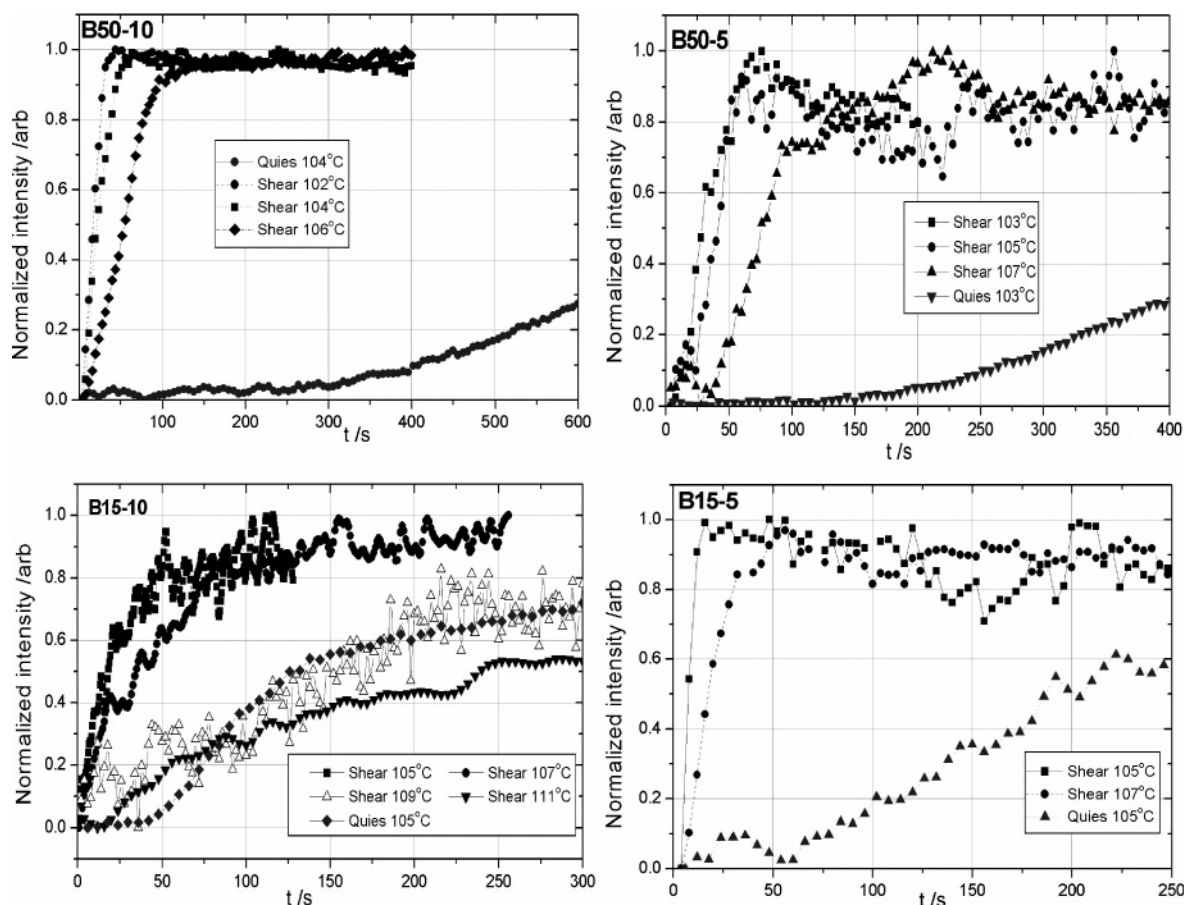 B50-10
1.0
0.8
0.6
0.4
0.2
0.0
Normalized intensity /arb
Quies 104°C
Shear 102°C
Shear 104°C
Shear 106°C
0 100 200 300 400 500 600
t /s
B50-5
1.0
0.8
0.6
0.4
0.2
0.0
Normalized intensity /arb
Shear 103°C
Shear 105°C
Shear 107°C
Quies 103°C
0 50 100 150 200 250 300 350 400
t /s
B15-10
1.0
0.8
0.6
0.4
0.2
0.0
Normalized intensity /arb
Shear 105°C Shear 107°C
Shear 109°C Shear 111°C
Quies 105°C
0 50 100 150 200 250 300
t /s
B15-5
1.0
0.8
0.6
0.4
0.2
0.0
Normalized intensity /arb
Shear 105°C
Shear 107°C
Quies 105°C
0 50 100 150 200 250
t /s